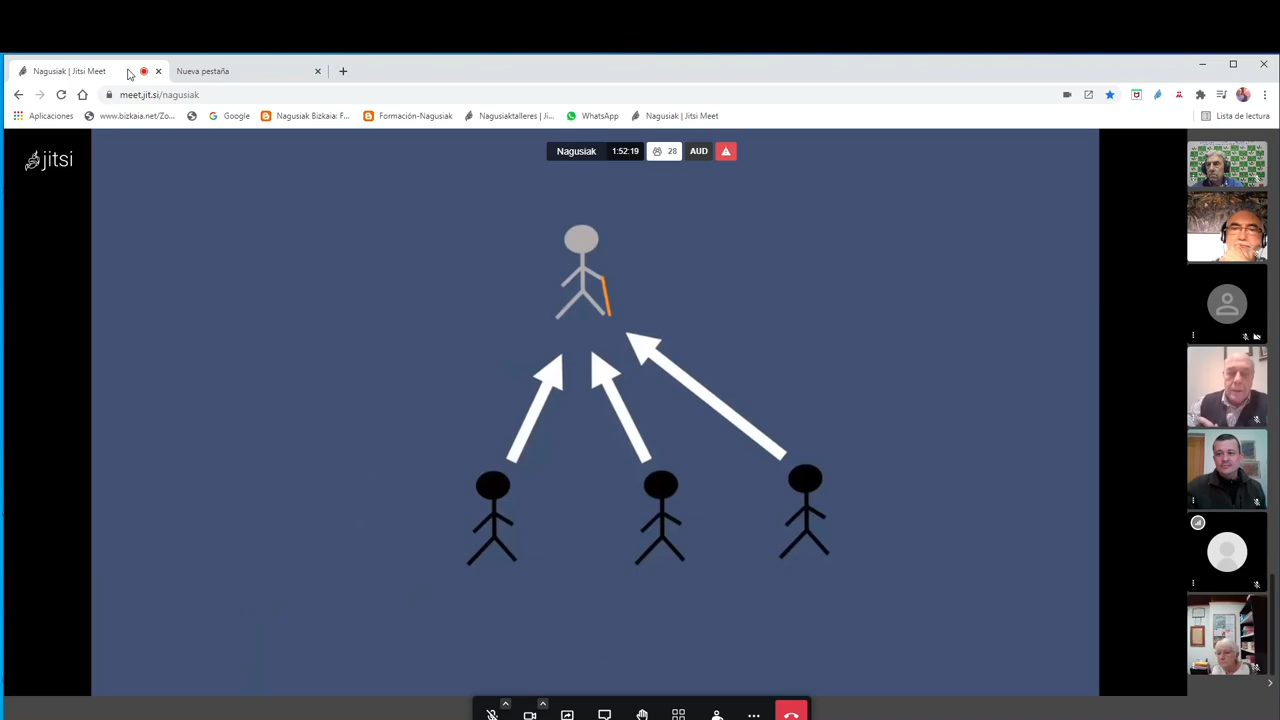 Nagusiak | Jitsi Meet
Nueva pestaña
meet.jit.si/nagusiak
Aplicaciones
www.bizkaia.net/Zo...
Google
Nagusiak Bizkaia: F...
Formación-Nagusiak
Nagusiaktalleres | Ji...
WhatsApp
Nagusiak | Jitsi Meet
Lista de lectura
jitsi
Nagusiak
1:52:19
28
AUD